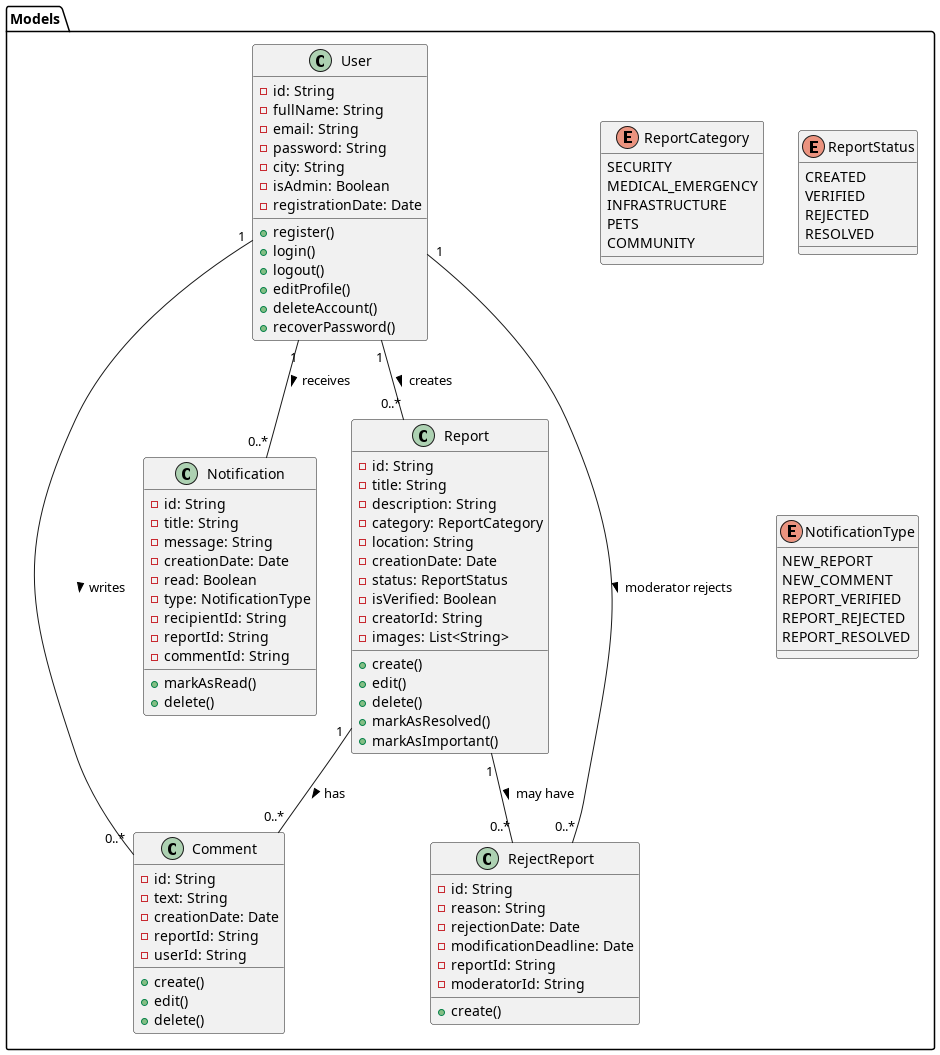 Models
C User
id: String
fullName: String
email: String
password: String
city: String
isAdmin: Boolean
registrationDate: Date
register()
login()
logout()
editProfile()
deleteAccount()
recoverPassword()
E ReportCategory
SECURITY
MEDICAL_EMERGENCY
INFRASTRUCTURE
PETS
COMMUNITY
E ReportStatus
CREATED
VERIFIED
REJECTED
RESOLVED
1
1
1
receives
0..*
1
creates
0..*
C Notification
id: String
title: String
message: String
creationDate: Date
read: Boolean
type: NotificationType
recipientId: String
reportId: String
commentId: String
markAsRead()
delete()
C Report
id: String
title: String
description: String
category: ReportCategory
location: String
creationDate: Date
status: ReportStatus
isVerified: Boolean
creatorId: String
images: List<String>
create()
edit()
delete()
markAsResolved()
markAsImportant()
E NotificationType
NEW_REPORT
NEW_COMMENT
REPORT_VERIFIED
REPORT_REJECTED
REPORT_RESOLVED
writes
moderator rejects
1
has
0..*
1
may have
0..*
0..*
0..*
C Comment
id: String
text: String
creationDate: Date
reportId: String
userId: String
create()
edit()
delete()
C RejectReport
id: String
reason: String
rejectionDate: Date
modificationDeadline: Date
reportId: String
moderatorId: String
create()